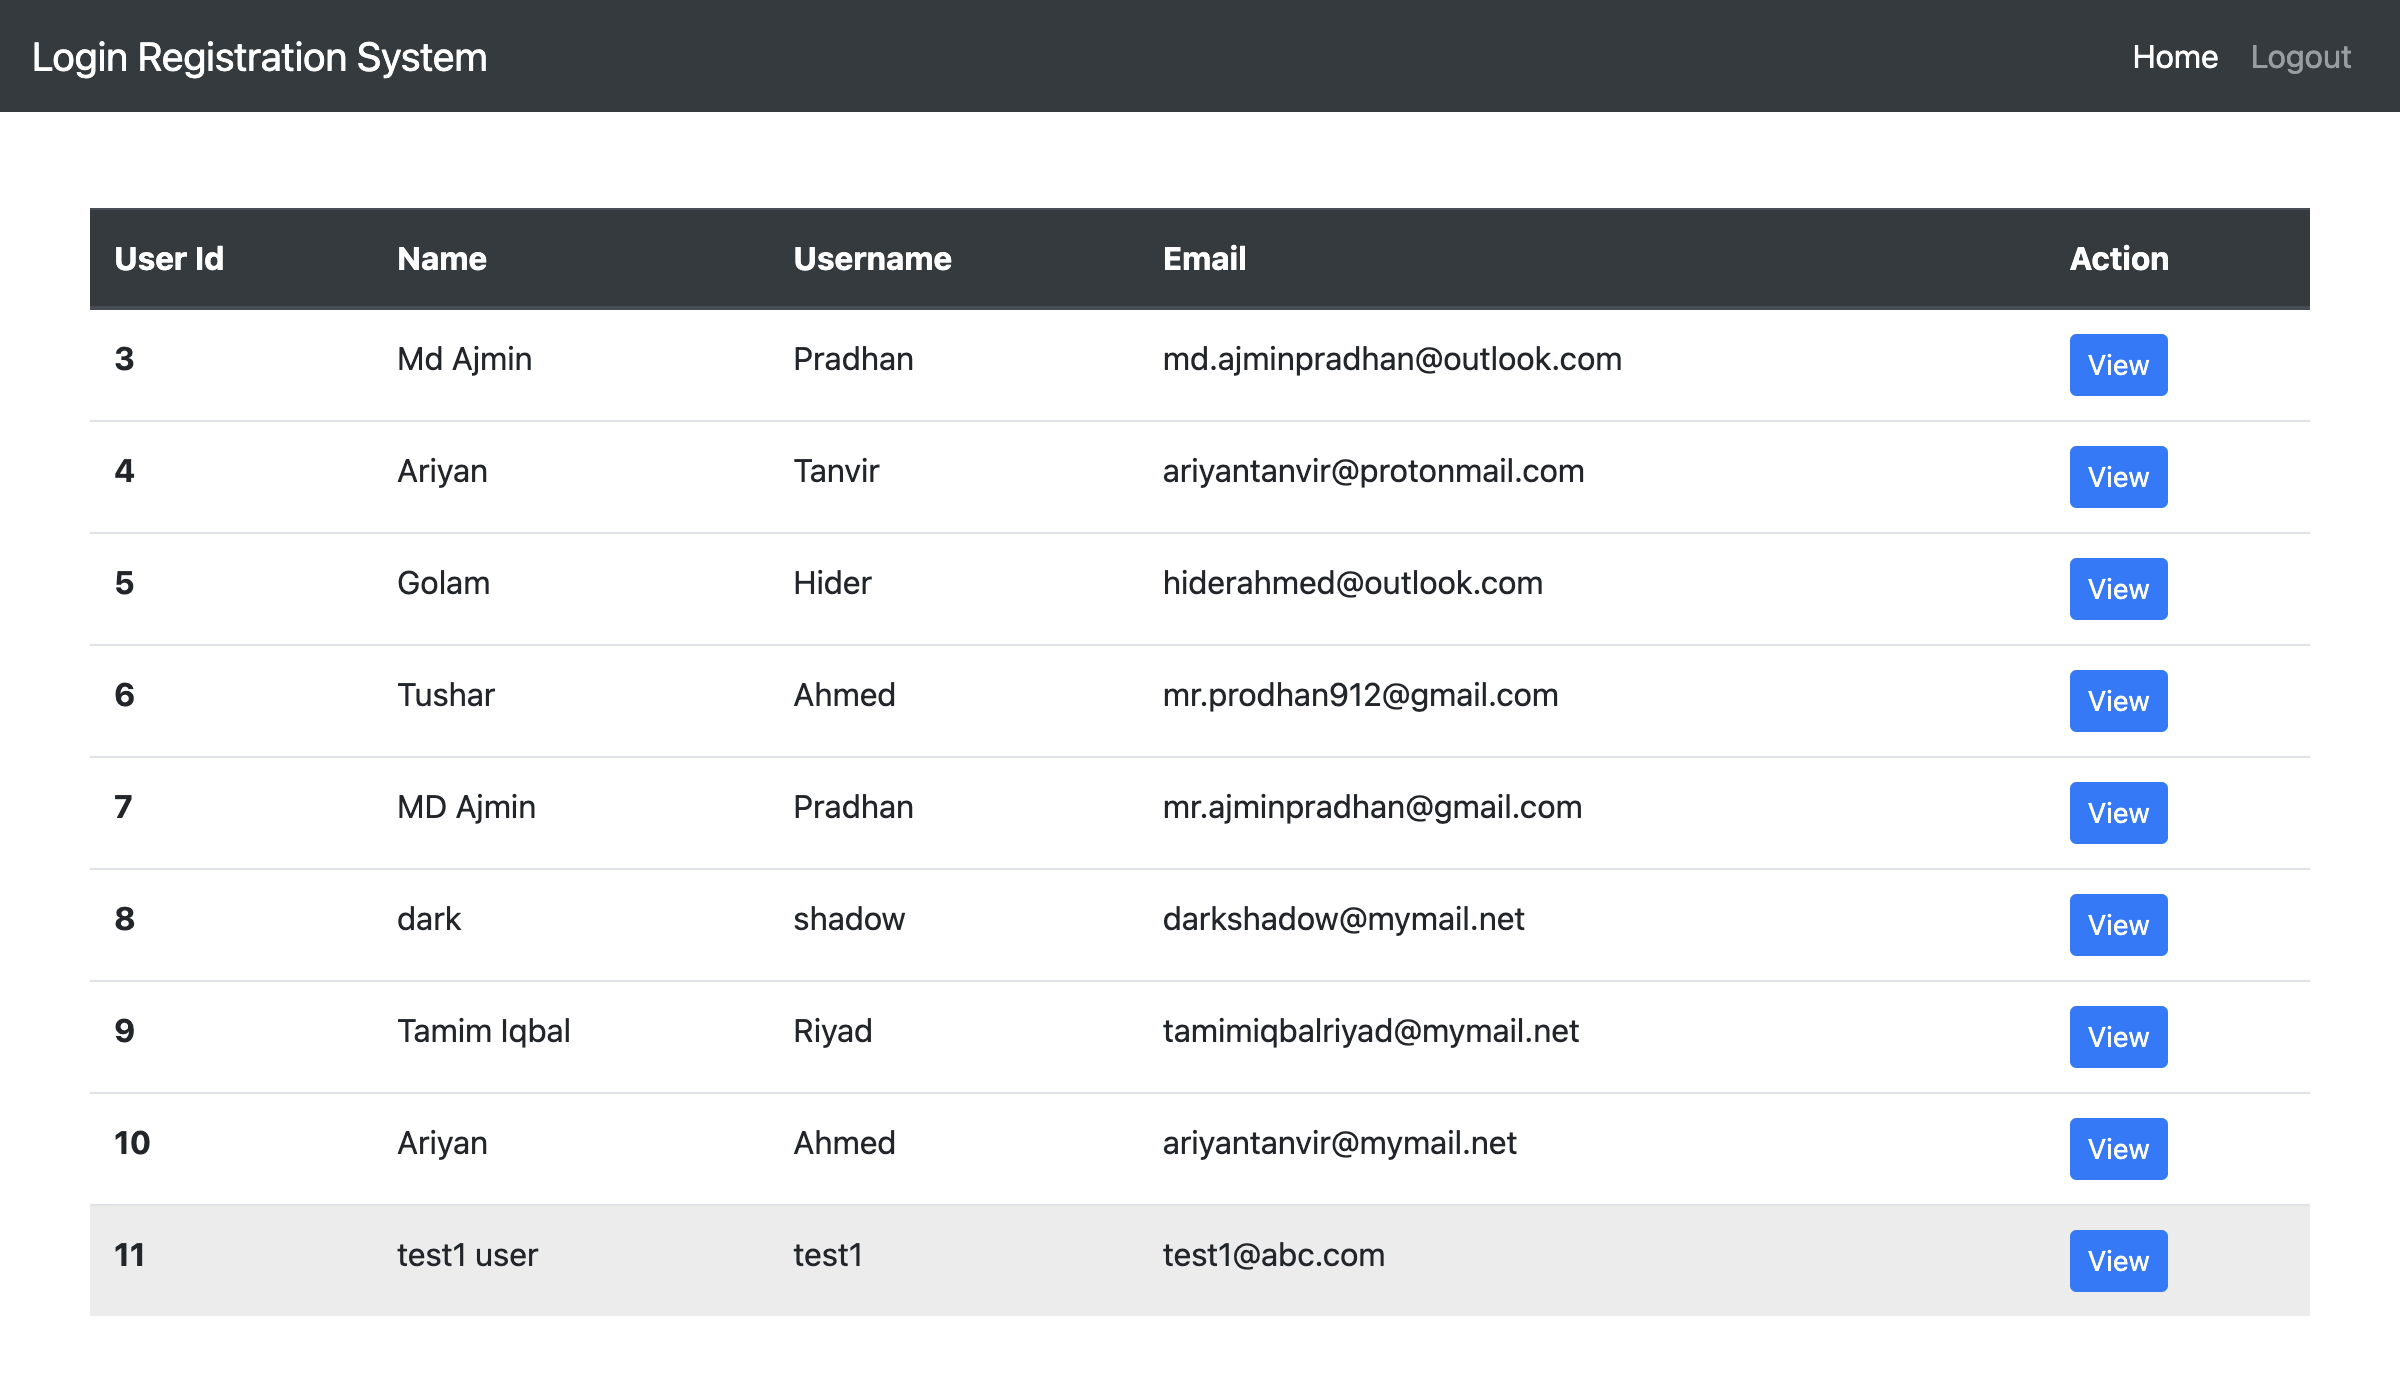 Login Registration System Home Logout
User Id Name Username Email Action
3 Md Ajmin Pradhan md.ajminpradhan@outlook.com View
4 Ariyan Tanvir ariyantanvir@protonmail.com View
5 Golam Hider hiderahmed@outlook.com View
6 Tushar Ahmed mr.prodhan912@gmail.com View
7 MD Ajmin Pradhan mr.ajminpradhan@gmail.com View
8 dark shadow darkshadow@mymail.net View
9 Tamim Iqbal Riyad tamimiqbalriyad@mymail.net View
10 Ariyan Ahmed ariyantanvir@mymail.net View
11 test1 user test1 test1@abc.com View